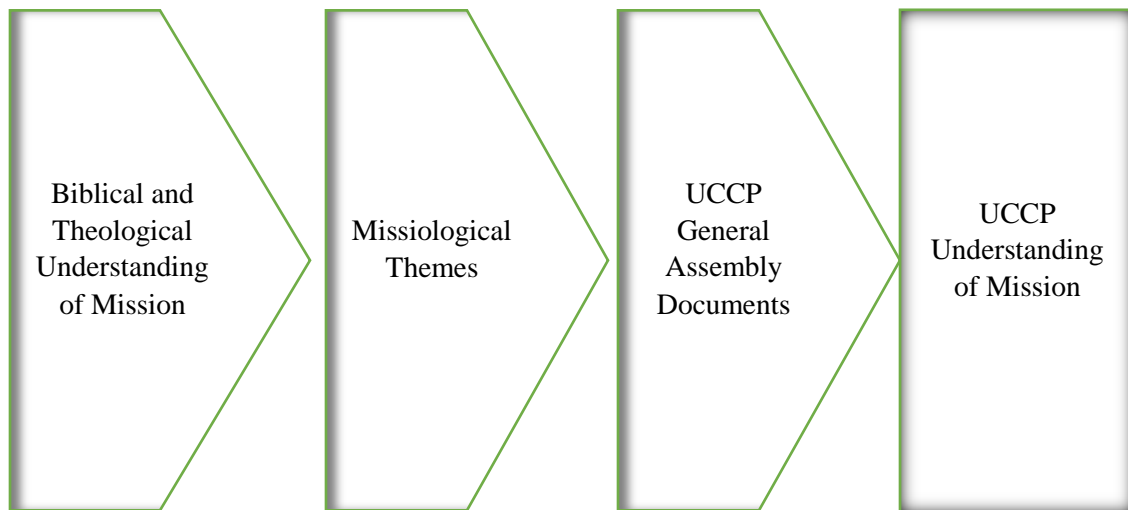 Biblical and
Theological
Understanding
of Mission
Missiological
Themes
UCCP
General
Assembly
Documents
UCCP
Understanding
of Mission